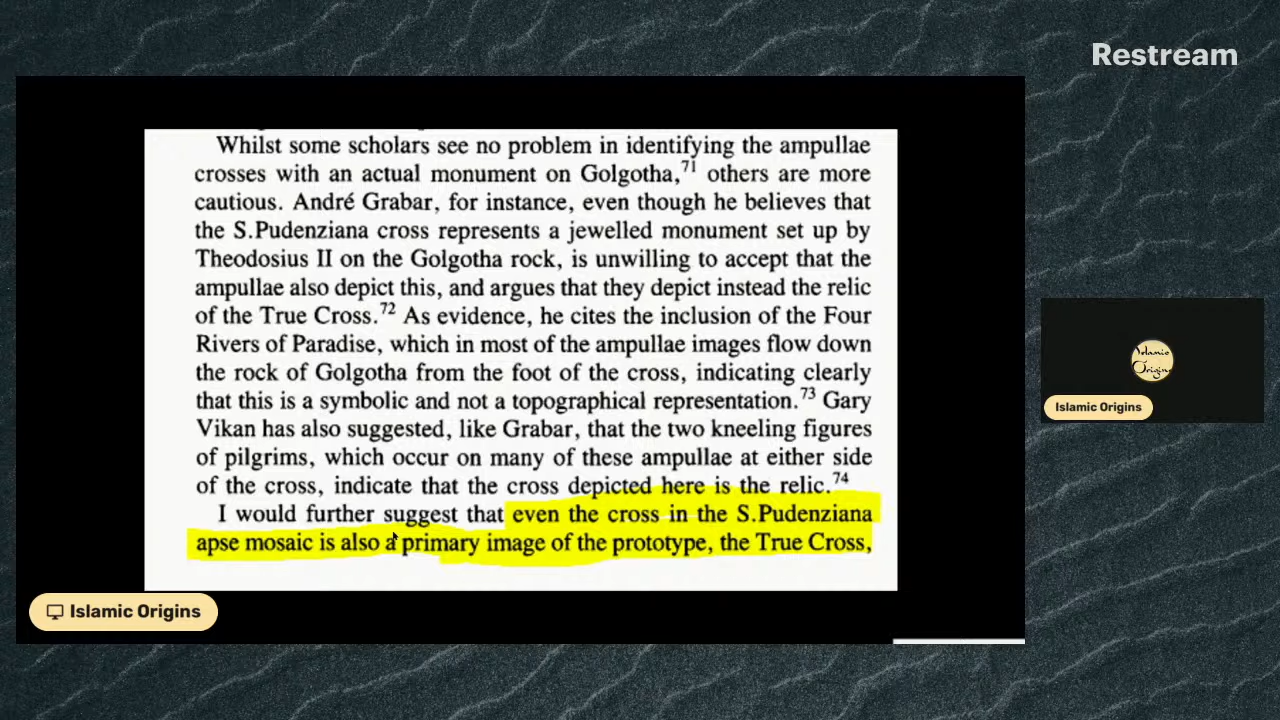 Restream
Whilst some scholars see no problem in identifying the ampullae
crosses with an actual monument on Golgotha,71 others are more
cautious. André Grabar, for instance, even though he believes that
the S.Pudenziana cross represents a jewelled monument set up by
Theodosius II on the Golgotha rock, is unwilling to accept that the
ampullae also depict this, and argues that they depict instead the relic
of the True Cross.72 As evidence, he cites the inclusion of the Four
Rivers of Paradise, which in most of the ampullae images flow down
the rock of Golgotha from the foot of the cross, indicating clearly
that this is a symbolic and not a topographical representation.73 Gary
Vikan has also suggested, like Grabar, that the two kneeling figures
of pilgrims, which occur on many of these ampullae at either side
of the cross, indicate that the cross depicted here is the relic.74
I would further suggest that even the cross in the S.Pudenziana
apse mosaic is also a primary image of the prototype, the True Cross,
Islamic Origins
Islamic
Origins
Islamic Origins